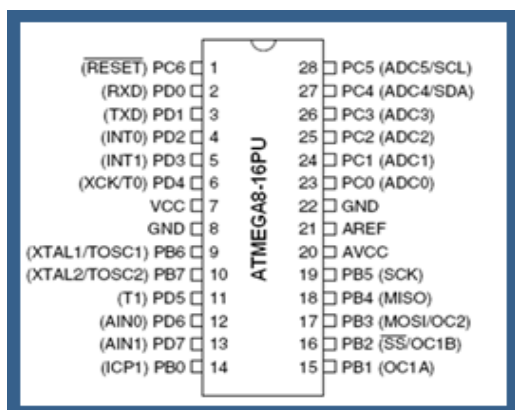 (RESET) PC6 1 28 PC5 (ADC5/SCL)
(RXD) PD0 2 27 PC4 (ADC4/SDA)
(TXD) PD1 3 26 PC3 (ADC3)
(INT0) PD2 4 25 PC2 (ADC2)
(INT1) PD3 5 24 PC1 (ADC1)
(XCK/T0) PD4 6 23 PC0 (ADC0)
VCC 7 22 GND
GND 8 21 AREF
(XTAL1/TOSC1) PB6 9 20 AVCC
(XTAL2/TOSC2) PB7 10 19 PB5 (SCK)
(T1) PD5 11 18 PB4 (MISO)
(AIN0) PD6 12 17 PB3 (MOSI/OC2)
(AIN1) PD7 13 16 PB2 (SS/OC1B)
(ICP1) PB0 14 15 PB1 (OC1A)
ATMEGA8-16PU